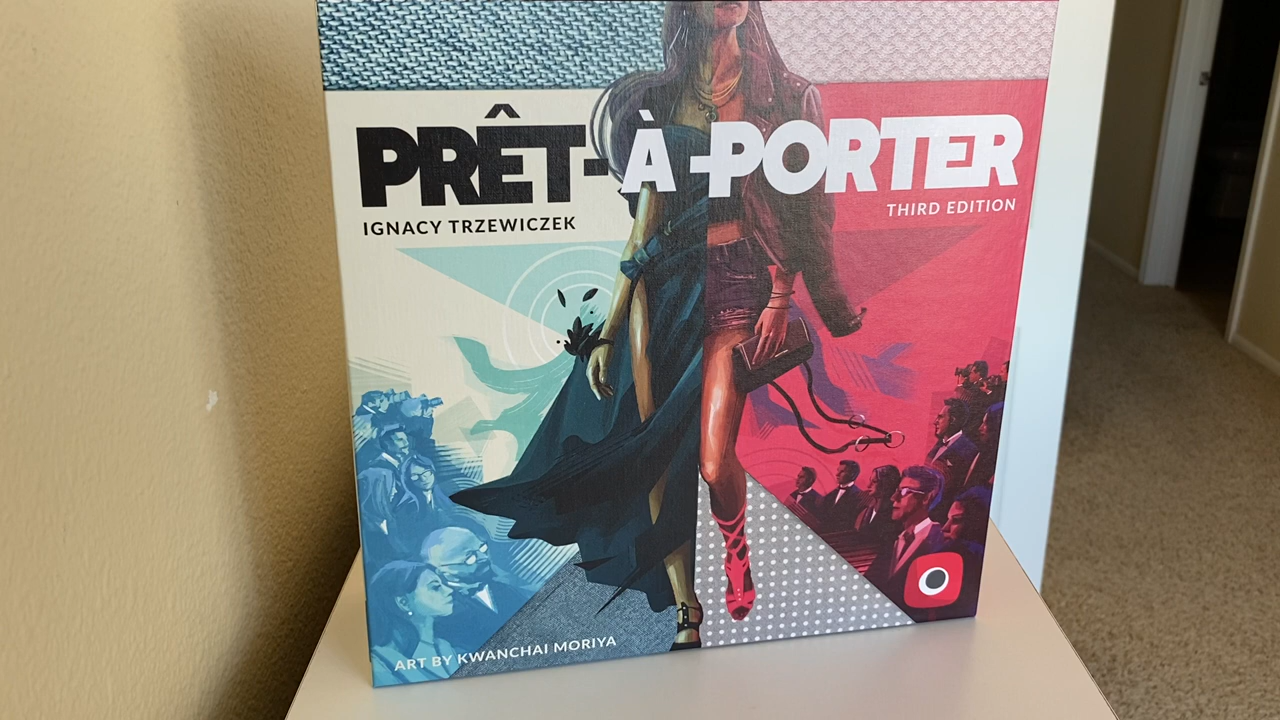 PRÊT-À-PORTER
IGNACY TRZEWICZEK
THIRD EDITION
ART BY KWANCHAI MORIYA